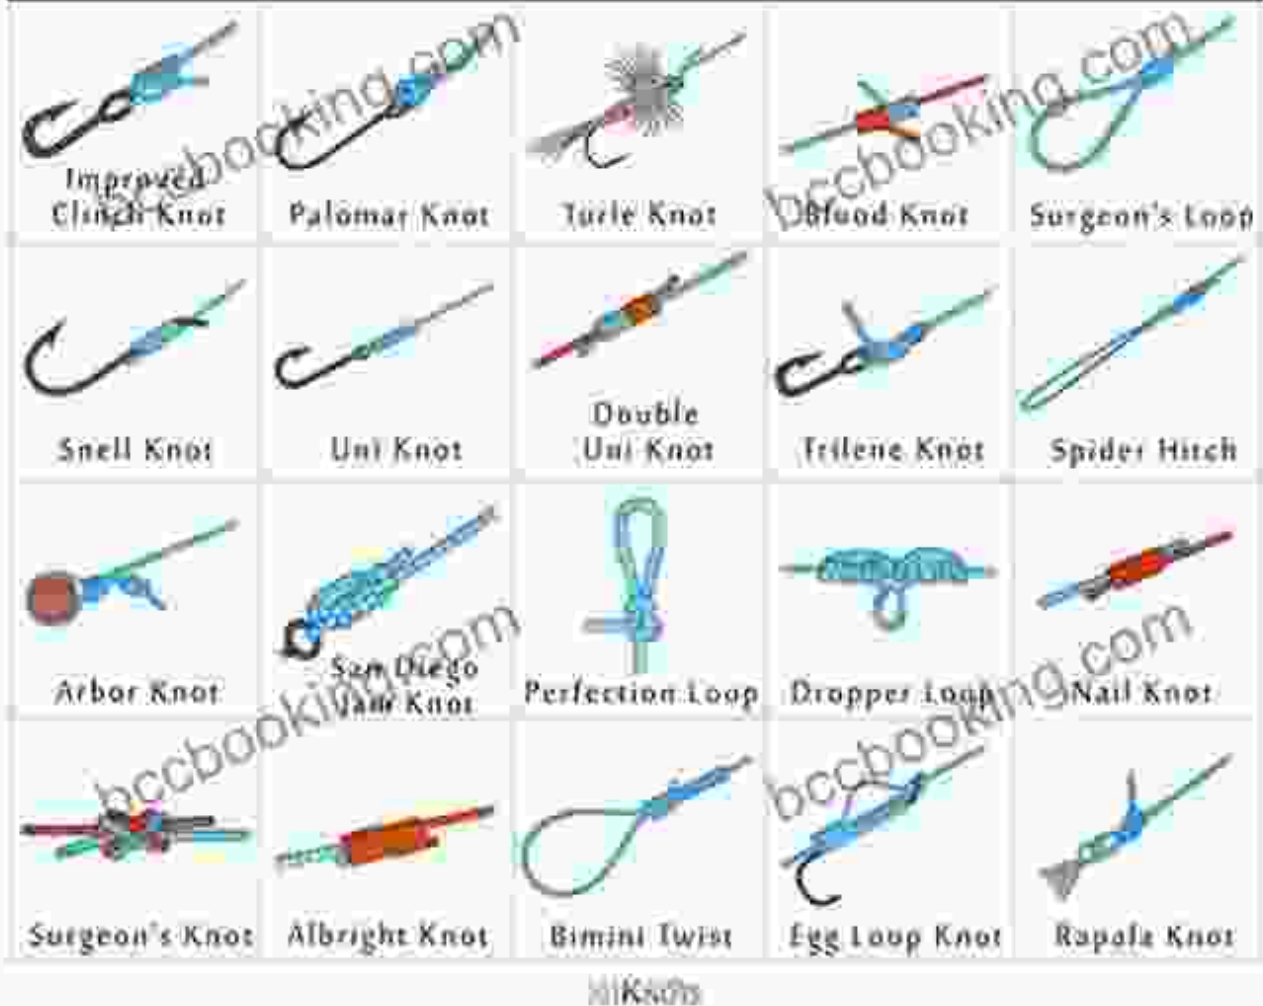 bccbooking.com
bccbooking.com
Improved
Clinch Knot
Palomar Knot
Turle Knot
Blood Knot
Surgeon's Loop
Snell Knot
Uni Knot
Double
Uni Knot
Trilene Knot
Spider Hitch
Arbor Knot
San Diego
Jam Knot
Perfection Loop
Dropper Loop
Nail Knot
bccbooking.com
bccbooking.com
Surgeon's Knot
Albright Knot
Bimini Twist
Egg Loop Knot
Rapala Knot